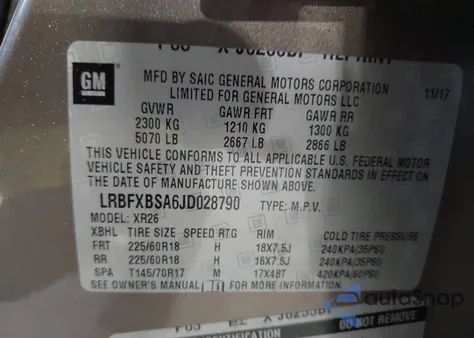 GM
MFD BY SAIC GENERAL MOTORS CORPORATION
LIMITED FOR GENERAL MOTORS LLC 11/17
GVWR GAWR FRT GAWR RR
2300 KG 1210 KG 1300 KG
5070 LB 2667 LB 2866 LB
THIS VEHICLE CONFORMS TO ALL APPLICABLE U.S. FEDERAL MOTOR
VEHICLE SAFETY AND THEFT PREVENTION STANDARDS IN EFFECT ON
THE DATE OF MANUFACTURE SHOWN ABOVE.
LRBFXBSA6JD028790 TYPE: M.P.V.
MODEL: XR26
XBHL TIRE SIZE SPEED RTG RIM COLD TIRE PRESSURE
FRT 225/60R18 H 18X7.5J 240KPA(35PSI)
RR 225/60R18 H 18X7.5J 240KPA(35PSI)
SPA T145/70R17 M 17X4BT 420KPA(60PSI)
SEE OWNER'S MANUAL FOR MORE INFORMATION.
autosnap
DO NOT REMOVE